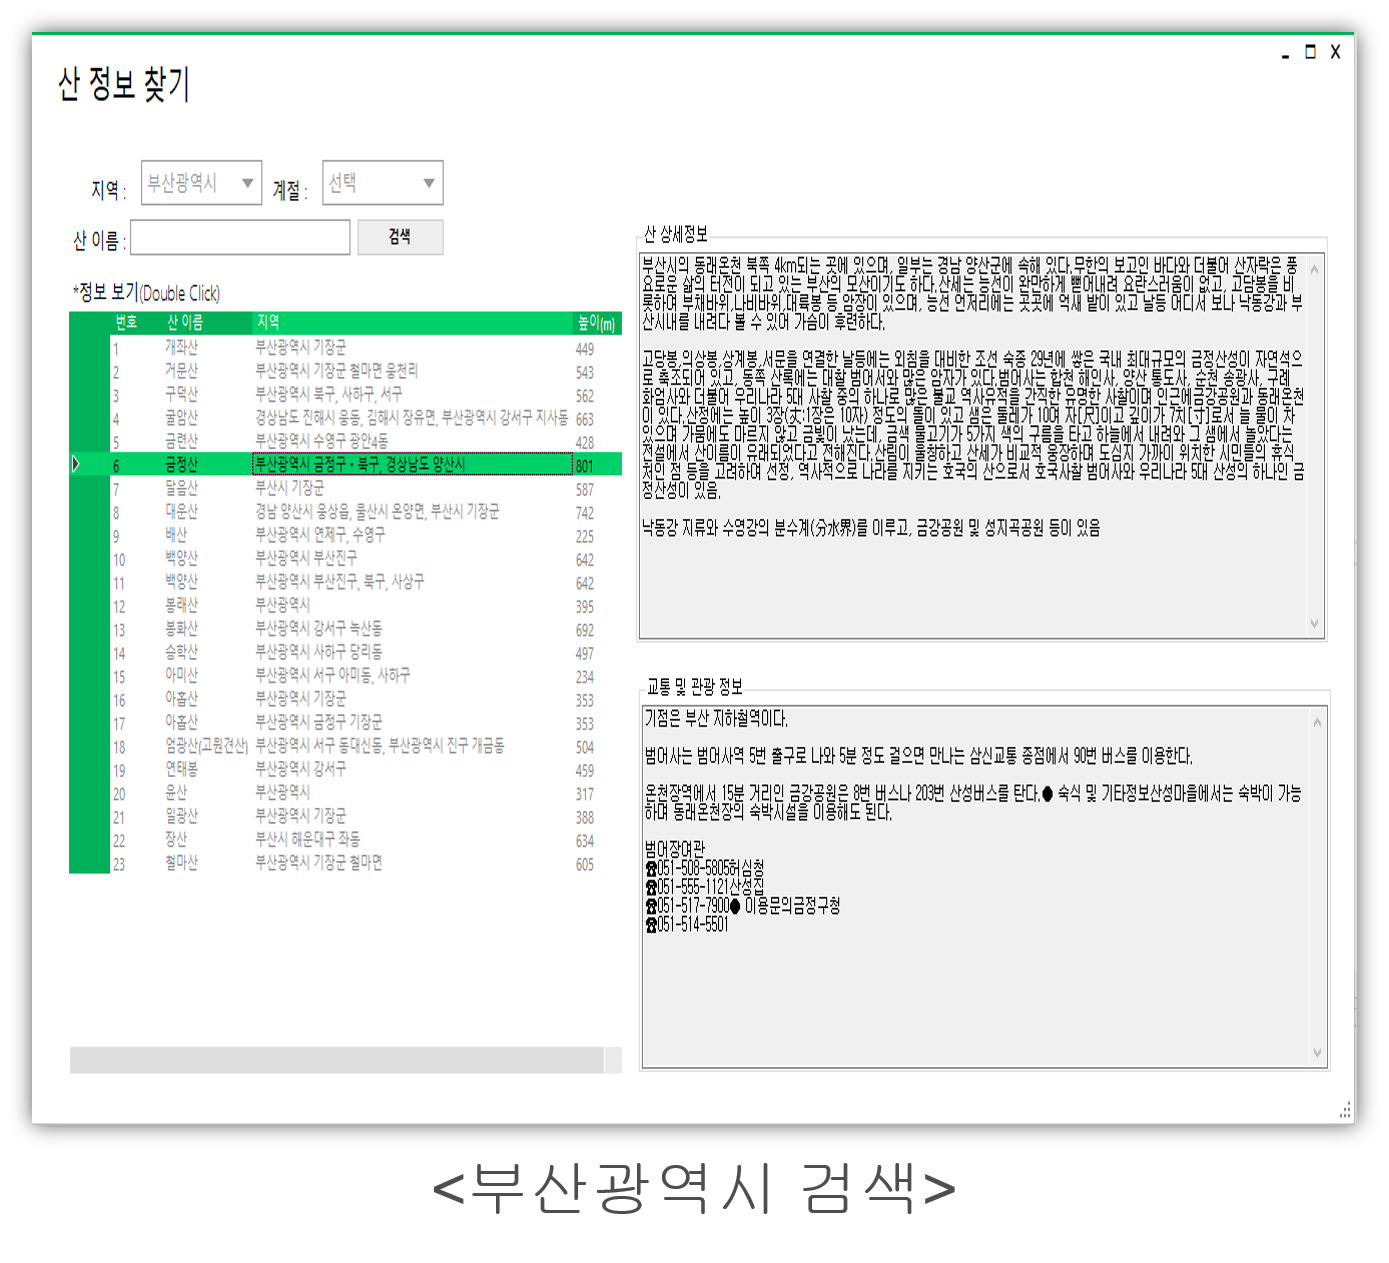 산 정보 찾기
지역 : 부산광역시 계절 : 선택
산 이름 : 검색
*정보 보기(Double Click)
번호 산 이름 지역 높이(m)
1 개좌산 부산광역시 기장군 449
2 거문산 부산광역시 기장군 철마면 웅천리 543
3 구덕산 부산광역시 북구, 사하구, 서구 562
4 굴암산 경상남도 진해시 웅동, 김해시 장유면, 부산광역시 강서구 지사동 663
5 금련산 부산광역시 수영구 광안4동 428
6 금정산 부산광역시 금정구·북구, 경상남도 양산시 801
7 달음산 부산시 기장군 587
8 대운산 경남 양산시 웅상읍, 울산시 온양면, 부산시 기장군 742
9 배산 부산광역시 연제구, 수영구 225
10 백양산 부산광역시 부산진구 642
11 백양산 부산광역시 부산진구, 북구, 사상구 642
12 봉래산 부산광역시 395
13 봉화산 부산광역시 강서구 녹산동 692
14 승학산 부산광역시 사하구 당리동 497
15 아미산 부산광역시 서구 아미동, 사하구 234
16 아홉산 부산광역시 기장군 353
17 아홉산 부산광역시 금정구 기장군 353
18 엄광산(고원견산) 부산광역시 서구 동대신동, 부산광역시 진구 개금동 504
19 연태봉 부산광역시 강서구 459
20 윤산 부산광역시 317
21 일광산 부산광역시 기장군 388
22 장산 부산시 해운대구 좌동 634
23 철마산 부산광역시 기장군 철마면 605
산 상세정보
부산시의 동래온천 북쪽 4km되는 곳에 있으며, 일부는 경남 양산군에 속해 있다.무한의 보고인 바다와 더불어 산자락은 풍
요로운 삶의 터전이 되고 있는 부산의 모산이기도 하다.산세는 능선이 완만하게 뻗어내려 요란스러움이 없고, 고담봉을 비
롯하여 부채바위,나비바위,대륙봉 등 암장이 있으며, 능선 언저리에는 곳곳에 억새 밭이 있고 날등 어디서 보나 낙동강과 부
산시내를 내려다 볼 수 있어 가슴이 후련하다.
고당봉,의상봉,상계봉,서문을 연결한 날등에는 외침을 대비한 조선 숙종 29년에 쌓은 국내 최대규모의 금정산성이 자연석으
로 축조되어 있고, 동쪽 산록에는 대찰 범어서와 많은 암자가 있다.범어사는 합천 해인사, 양산 통도사, 순천 송광사, 구례
화엄사와 더불어 우리나라 5대 사찰 중의 하나로 많은 불교 역사유적을 간직한 유명한 사찰이며 인근에금강공원과 동래온천
이 있다.산정에는 높이 3장(丈:1장은 10자) 정도의 돌이 있고 샘은 둘레가 10여 자[尺]이고 깊이가 7치[寸]로서 늘 물이 차
있으며 가뭄에도 마르지 않고 금빛이 났는데, 금색 물고기가 5가지 색의 구름을 타고 하늘에서 내려와 그 샘에서 놀았다는
전설에서 산이름이 유래되었다고 전해진다.산림이 울창하고 산세가 비교적 웅장하며 도심지 가까이 위치한 시민들의 휴식
처인 점 등을 고려하여 선정, 역사적으로 나라를 지키는 호국의 산으로서 호국사찰 범어사와 우리나라 5대 산성의 하나인 금
정산성이 있음.
낙동강 지류와 수영강의 분수계(分水界)를 이루고, 금강공원 및 성지곡공원 등이 있음
교통 및 관광 정보
기점은 부산 지하철역이다.
범어사는 범어사역 5번 출구로 나와 5분 정도 걸으면 만나는 삼신교통 종점에서 90번 버스를 이용한다.
온천장역에서 15분 거리인 금강공원은 8번 버스나 203번 산성버스를 탄다.● 숙식 및 기타정보산성마을에서는 숙박이 가능
하며 동래온천장의 숙박시설을 이용해도 된다.
범어장여관
☎051-508-5805허심청
☎051-555-1121산성집
☎051-517-7900● 이용문의금정구청
☎051-514-5501
<부산광역시 검색>